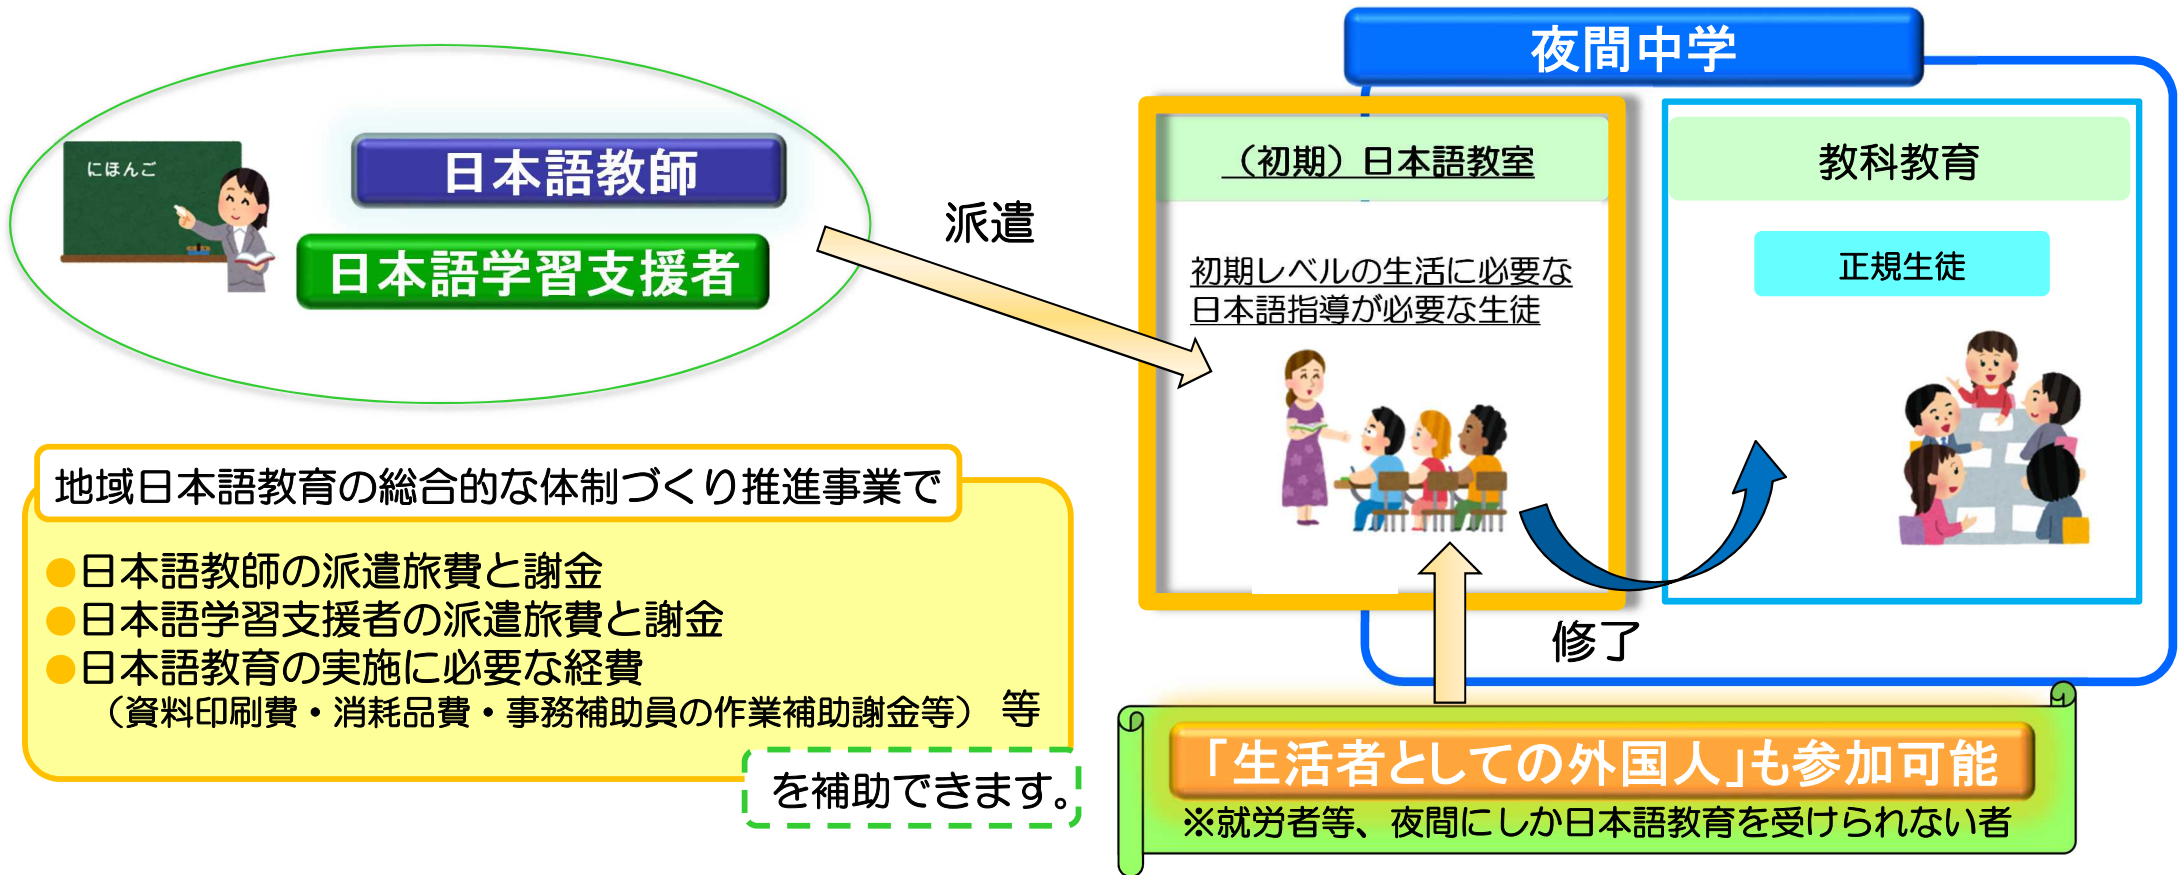 にほんご
日本語教師
日本語学習支援者
派遣
夜間中学
（初期）日本語教室
初期レベルの生活に必要な
日本語指導が必要な生徒
教科教育
正規生徒
修了
地域日本語教育の総合的な体制づくり推進事業で
●日本語教師の派遣旅費と謝金
●日本語学習支援者の派遣旅費と謝金
●日本語教育の実施に必要な経費
（資料印刷費・消耗品費・事務補助員の作業補助謝金等） 等
を補助できます。
「生活者としての外国人」も参加可能
※就労者等、夜間にしか日本語教育を受けられない者